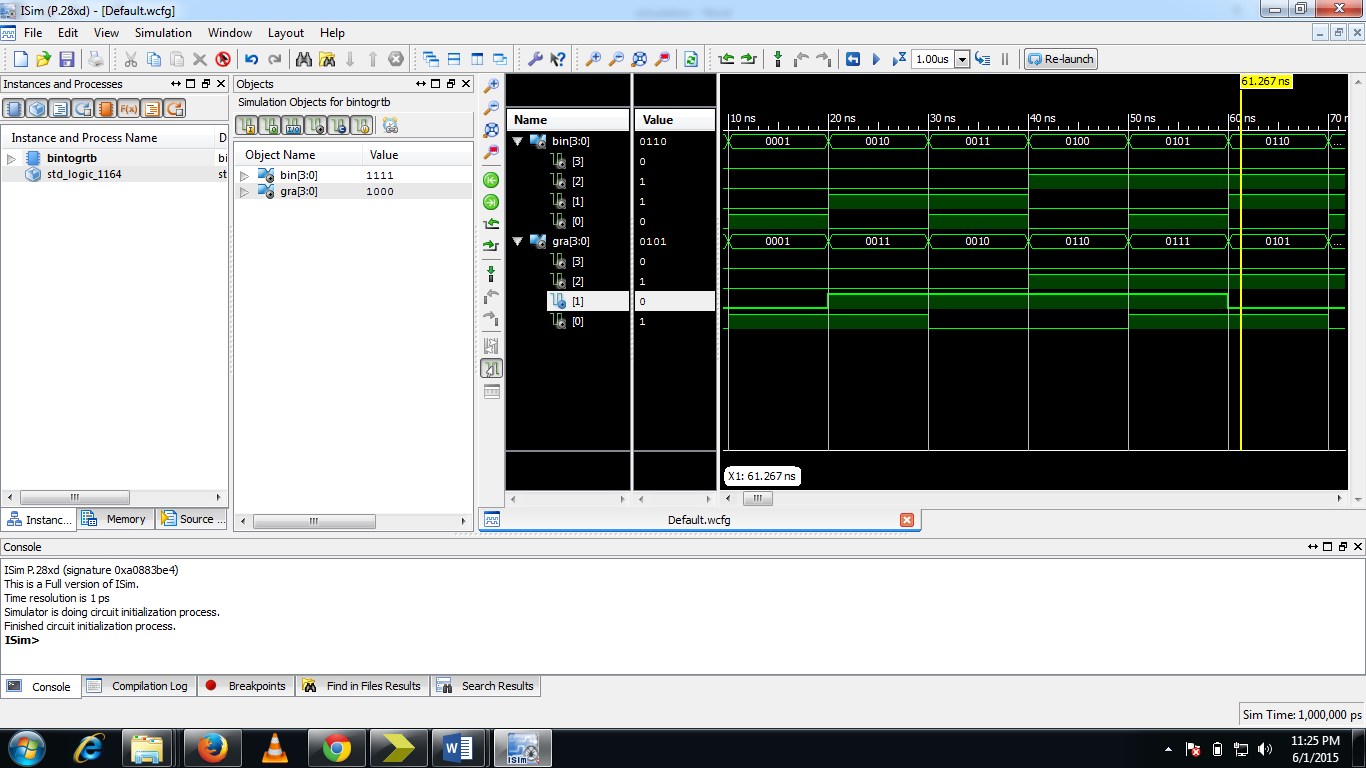 ISim (P.28xd) - [Default.wcfg]
File Edit View Simulation Window Layout Help
1.00us Re-launch
Instances and Processes
Instance and Process Name D
bintogrtb bi
std_logic_1164 st
Instanc... Memory Source ...
Objects
Simulation Objects for bintogrtb
Object Name Value
bin[3:0] 1111
gra[3:0] 1000
61.267 ns
10 ns 20 ns 30 ns 40 ns 50 ns 60 ns 70 n
Name Value
bin[3:0] 0110 0001 0010 0011 0100 0101 0110 ...
[3] 0
[2] 1
[1] 1
[0] 0
gra[3:0] 0101 0001 0011 0010 0110 0111 0101 ...
[3] 0
[2] 1
[1] 0
[0] 1
X1: 61.267 ns
Default.wcfg
Console
ISim P.28xd (signature 0xa0883be4)
This is a Full version of ISim.
Time resolution is 1 ps
Simulator is doing circuit initialization process.
Finished circuit initialization process.
ISim>
Console Compilation Log Breakpoints Find in Files Results Search Results
Sim Time: 1,000,000 ps
ISim
11:25 PM
6/1/2015